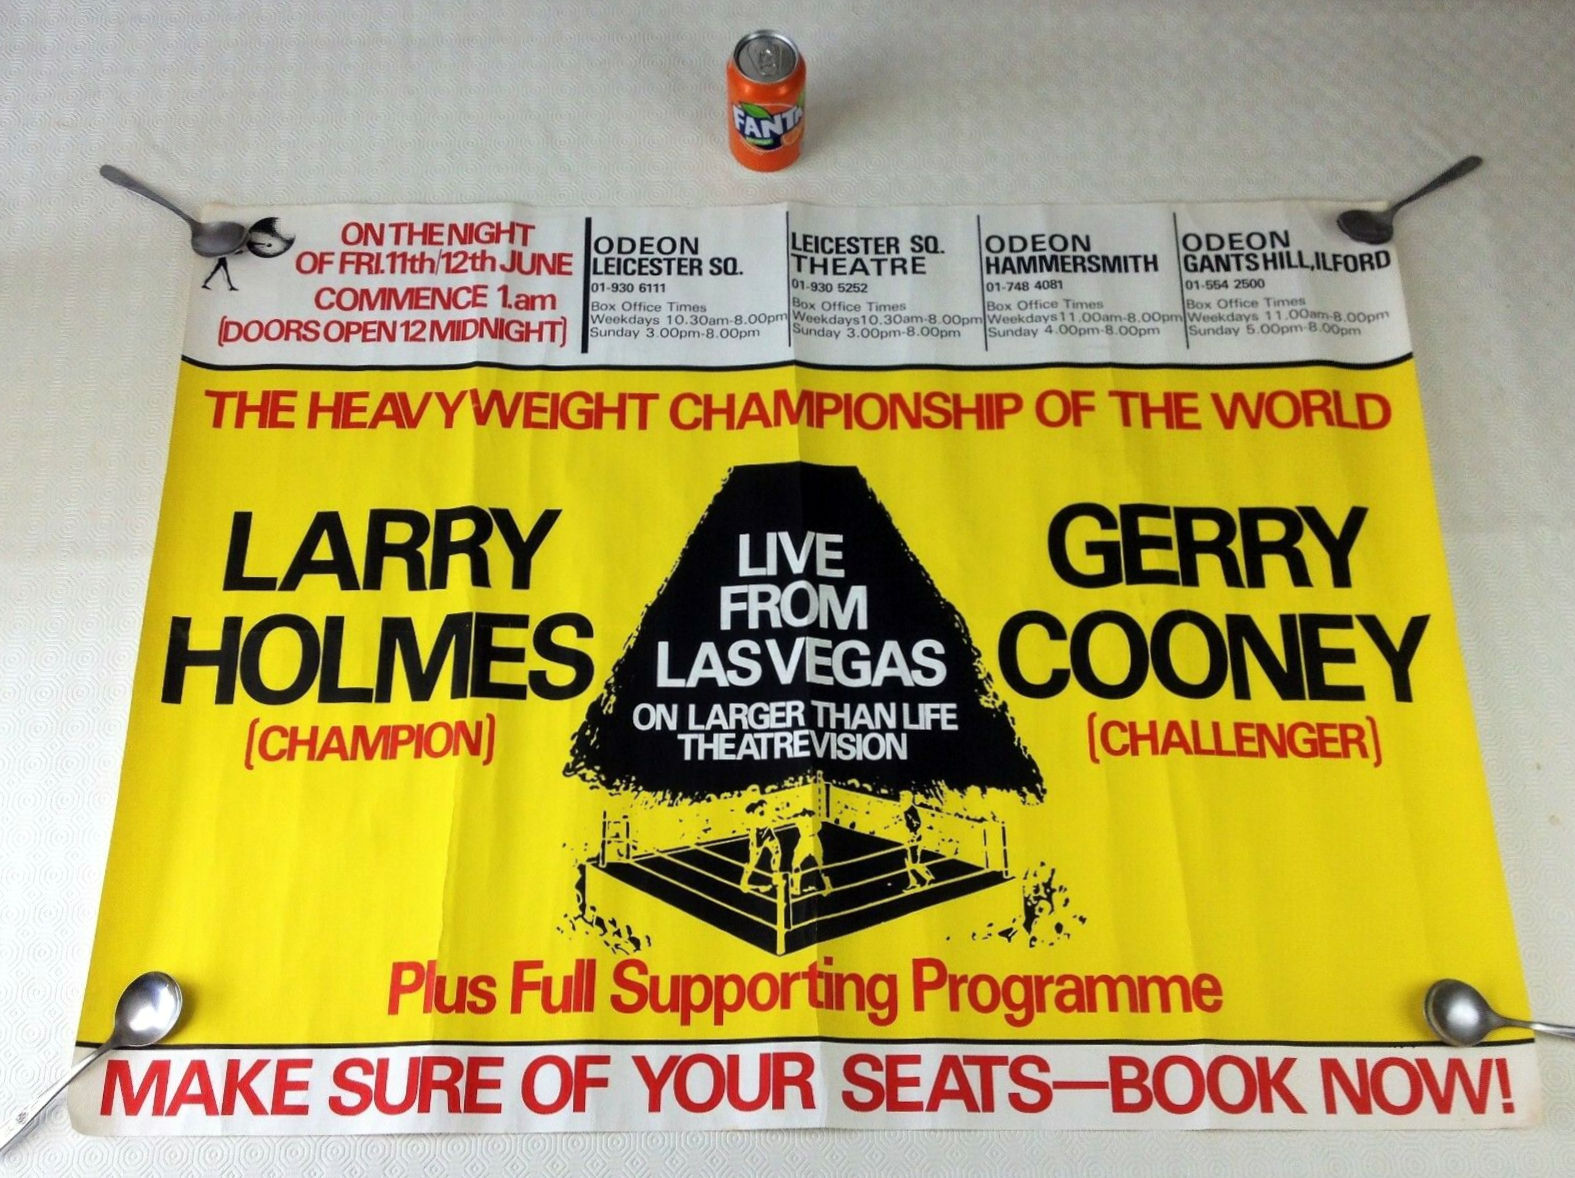 FANTA
ON THE NIGHT
OF FRI.11th/12th JUNE
COMMENCE 1.am
(DOORS OPEN 12 MIDNIGHT)
ODEON
LEICESTER SQ.
01-930 6111
Box Office Times
Weekdays 10.30am-8.00pm
Sunday 3.00pm-8.00pm
LEICESTER SQ.
THEATRE
01-930 5252
Box Office Times
Weekdays 10.30am-8.00pm
Sunday 3.00pm-8.00pm
ODEON
HAMMERSMITH
01-748 4081
Box Office Times
Weekdays 11.00am-8.00pm
Sunday 4.00pm-8.00pm
ODEON
GANTS HILL, ILFORD
01-554 2500
Box Office Times
Weekdays 11.00am-8.00pm
Sunday 5.00pm-8.00pm
THE HEAVYWEIGHT CHAMPIONSHIP OF THE WORLD
LARRY
HOLMES
(CHAMPION)
LIVE
FROM
LAS VEGAS
ON LARGER THAN LIFE
THEATREVISION
GERRY
COONEY
(CHALLENGER)
Plus Full Supporting Programme
MAKE SURE OF YOUR SEATS—BOOK NOW!